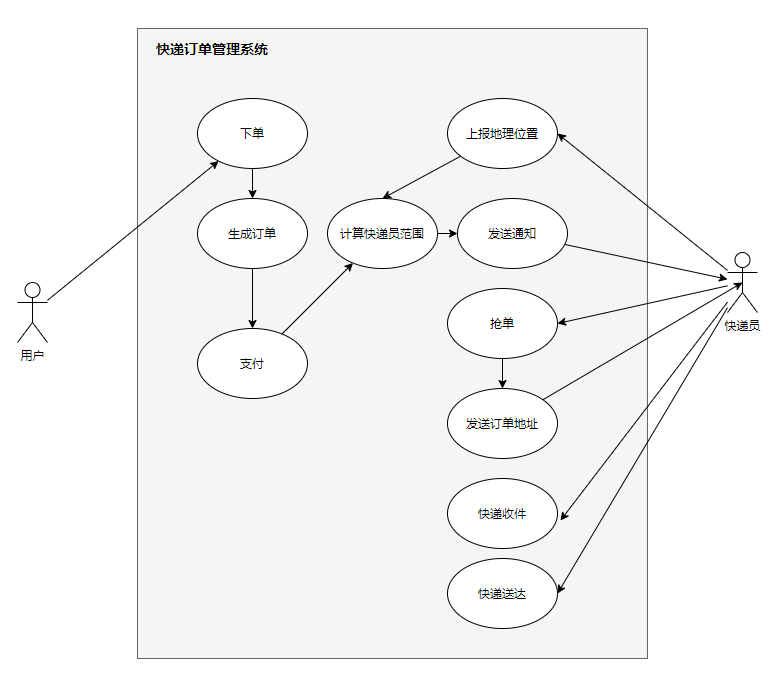 快递订单管理系统
下单
上报地理位置
生成订单
计算快递员范围
发送通知
用户
快递员
抢单
支付
发送订单地址
快递收件
快递送达